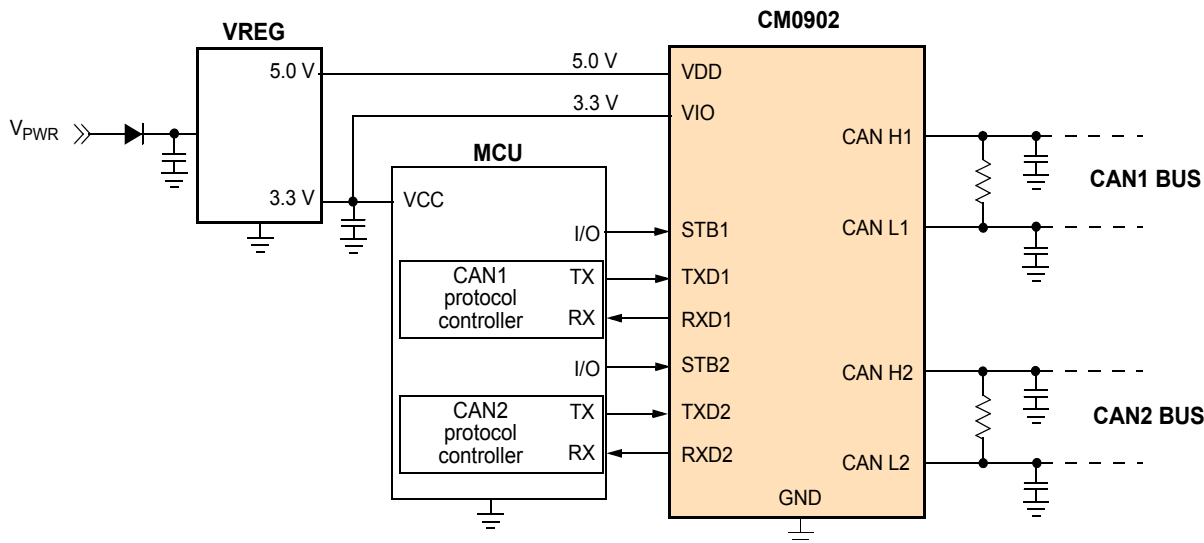 CM0902
VREG
5.0 V
5.0 V
VDD
3.3 V
VIO
VPWR
CAN H1
MCU
CAN1 BUS
3.3 V
VCC
CAN L1
I/O
STB1
CAN1
protocol
controller
TX
TXD1
RX
RXD1
I/O
STB2
CAN H2
CAN2
protocol
controller
TX
TXD2
CAN2 BUS
RX
RXD2
CAN L2
GND